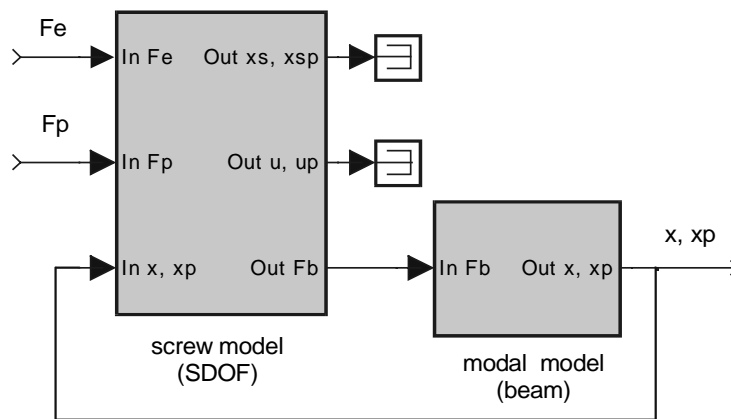 Fe
In Fe
Out xs, xsp
Fp
In Fp
Out u, up
In x, xp
Out Fb
In Fb
Out x, xp
x, xp
screw model
(SDOF)
modal model
(beam)